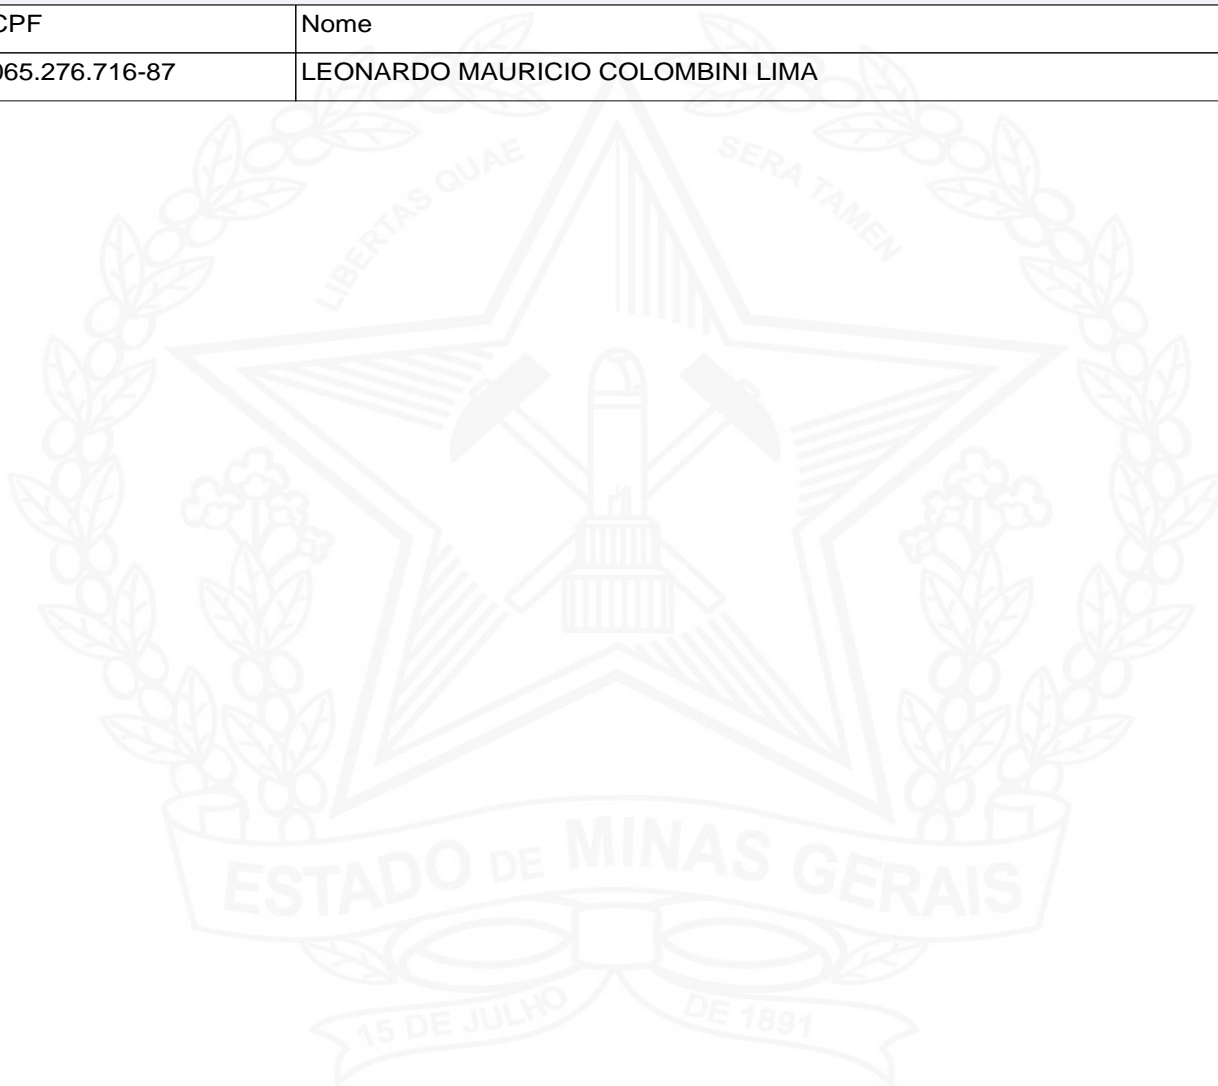 CPF Nome
065.276.716-87 LEONARDO MAURICIO COLOMBINI LIMA
LIBERTAS QUAE SERA TAMEN
ESTADO DE MINAS GERAIS
15 DE JULHO DE 1891